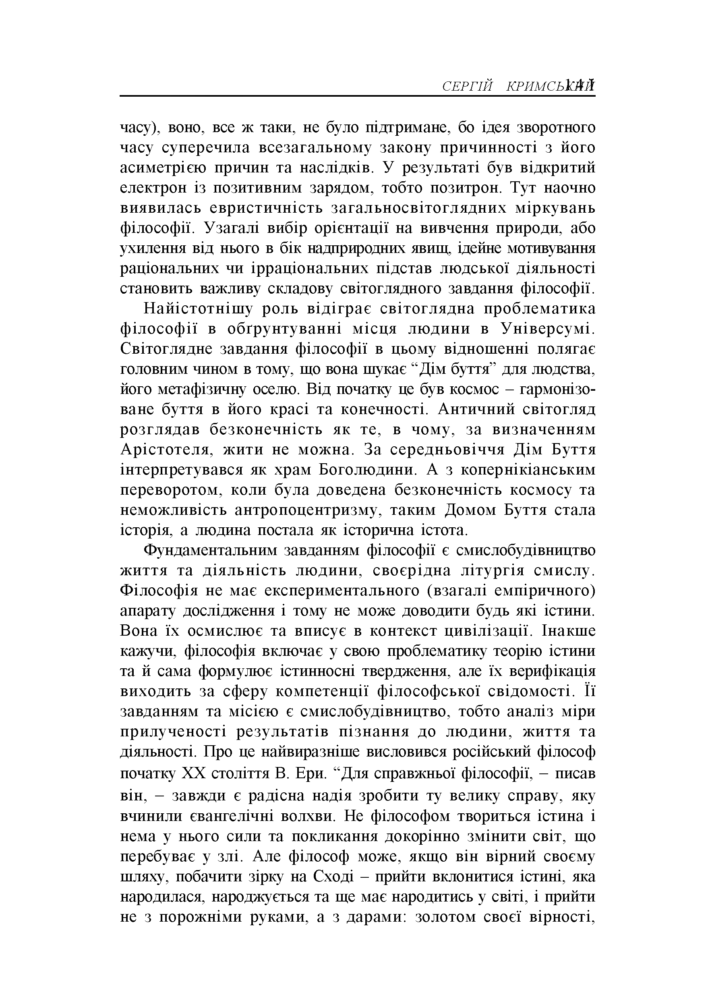 СЕРГІЙ КРИМСЬКИЙ
часу), воно, все ж таки, не було підтримане, бо ідея зворотного
часу суперечила всезагальному закону причинності з його
асиметрією причин та наслідків. У результаті був відкритий
електрон із позитивним зарядом, тобто позитрон. Тут наочно
виявилась евристичність загальносвітоглядних міркувань
філософії. Узагалі вибір орієнтації на вивчення природи, або
ухилення від нього в бік надприродних явищ, ідейне мотивування
раціональних чи ірраціональних підстав людської діяльності
становить важливу складову світоглядного завдання філософії.
Найістотнішу роль відіграє світоглядна проблематика
філософії в обґрунтуванні місця людини в Універсумі.
Світоглядне завдання філософії в цьому відношенні полягає
головним чином в тому, що вона шукає “Дім буття” для людства,
його метафізичну оселю. Від початку це був космос – гармонізо-
ване буття в його красі та конечності. Античний світогляд
розглядав безконечність як те, в чому, за визначенням
Арістотеля, жити не можна. За середньовіччя Дім Буття
інтерпретувався як храм Боголюдини. А з копернікіанським
переворотом, коли була доведена безконечність космосу та
неможливість антропоцентризму, таким Домом Буття стала
історія, а людина постала як історична істота.
Фундаментальним завданням філософії є смислобудівництво
життя та діяльність людини, своєрідна літургія смислу.
Філософія не має експериментального (взагалі емпіричного)
апарату дослідження і тому не може доводити будь які істини.
Вона їх осмислює та вписує в контекст цивілізації. Інакше
кажучи, філософія включає у свою проблематику теорію істини
та й сама формулює істинносні твердження, але їх верифікація
виходить за сферу компетенції філософської свідомості. Її
завданням та місією є смислобудівництво, тобто аналіз міри
прилученості результатів пізнання до людини, життя та
діяльності. Про це найвиразніше висловився російський філософ
початку ХХ століття В. Ери. “Для справжньої філософії, – писав
він, – завжди є радісна надія зробити ту велику справу, яку
вчинили євангелічні волхви. Не філософом твориться істина і
нема у нього сили та покликання докорінно змінити світ, що
перебуває у злі. Але філософ може, якщо він вірний своєму
шляху, побачити зірку на Сході – прийти вклонитися істині, яка
народилася, народжується та ще має народитись у світі, і прийти
не з порожніми руками, а з дарами: золотом своєї вірності,